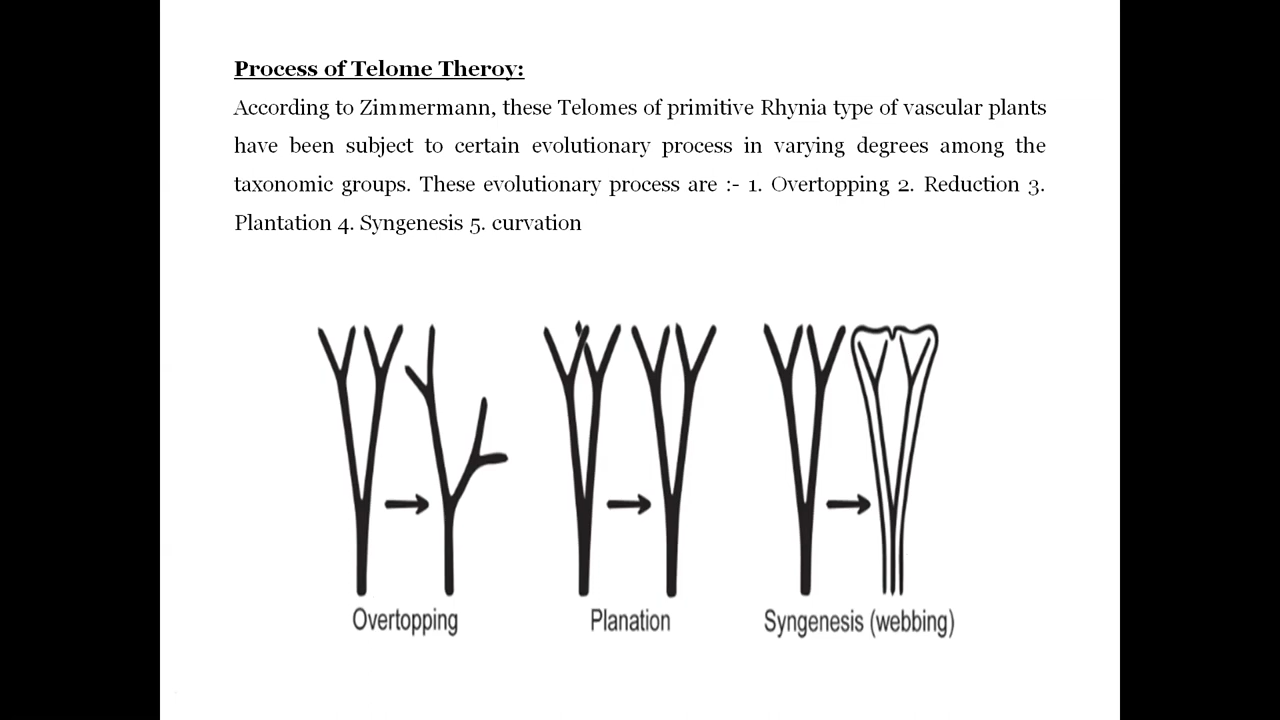 Process of Telome Theroy:
According to Zimmermann, these Telomes of primitive Rhynia type of vascular plants
have been subject to certain evolutionary process in varying degrees among the
taxonomic groups. These evolutionary process are :- 1. Overtopping 2. Reduction 3.
Plantation 4. Syngenesis 5. curvation
Overtopping
Planation
Syngenesis (webbing)